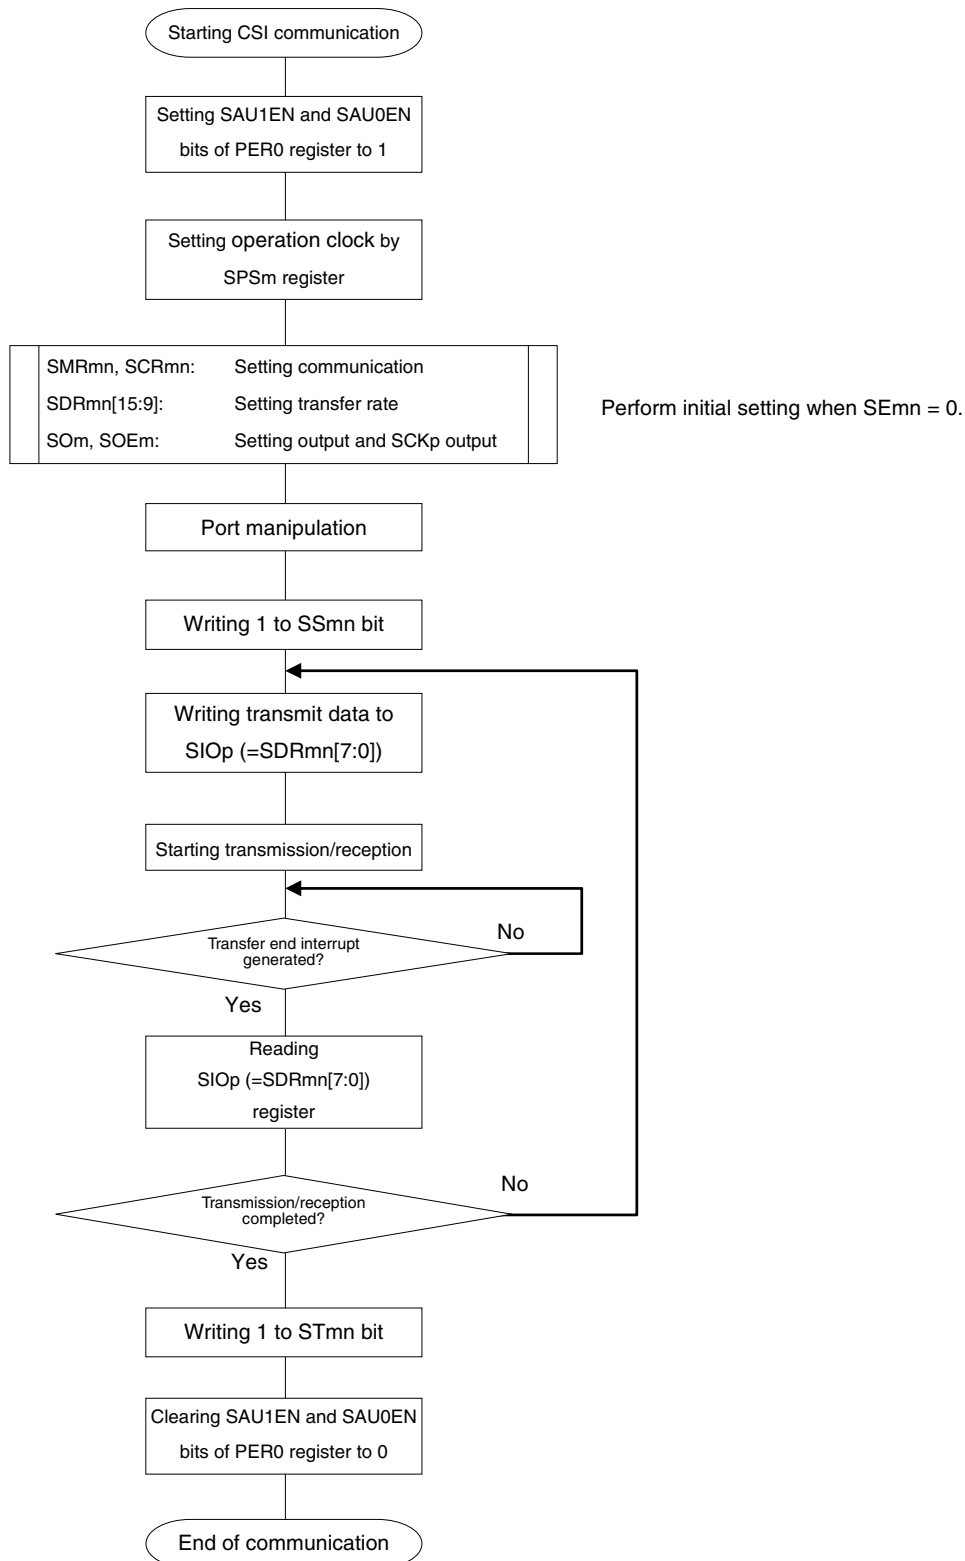 Starting CSI communication
Setting SAU1EN and SAU0EN
bits of PER0 register to 1
Setting operation clock by
SPSm register
SMRmn, SCRmn: Setting communication
SDRmn[15:9]: Setting transfer rate
SOm, SOEm: Setting output and SCKp output
Perform initial setting when SEmn = 0.
Port manipulation
Writing 1 to SSmn bit
Writing transmit data to
SIOp (=SDRmn[7:0])
Starting transmission/reception
Transfer end interrupt
generated?
No
Yes
Reading
SIOp (=SDRmn[7:0])
register
Transmission/reception
completed?
No
Yes
Writing 1 to STmn bit
Clearing SAU1EN and SAU0EN
bits of PER0 register to 0
End of communication